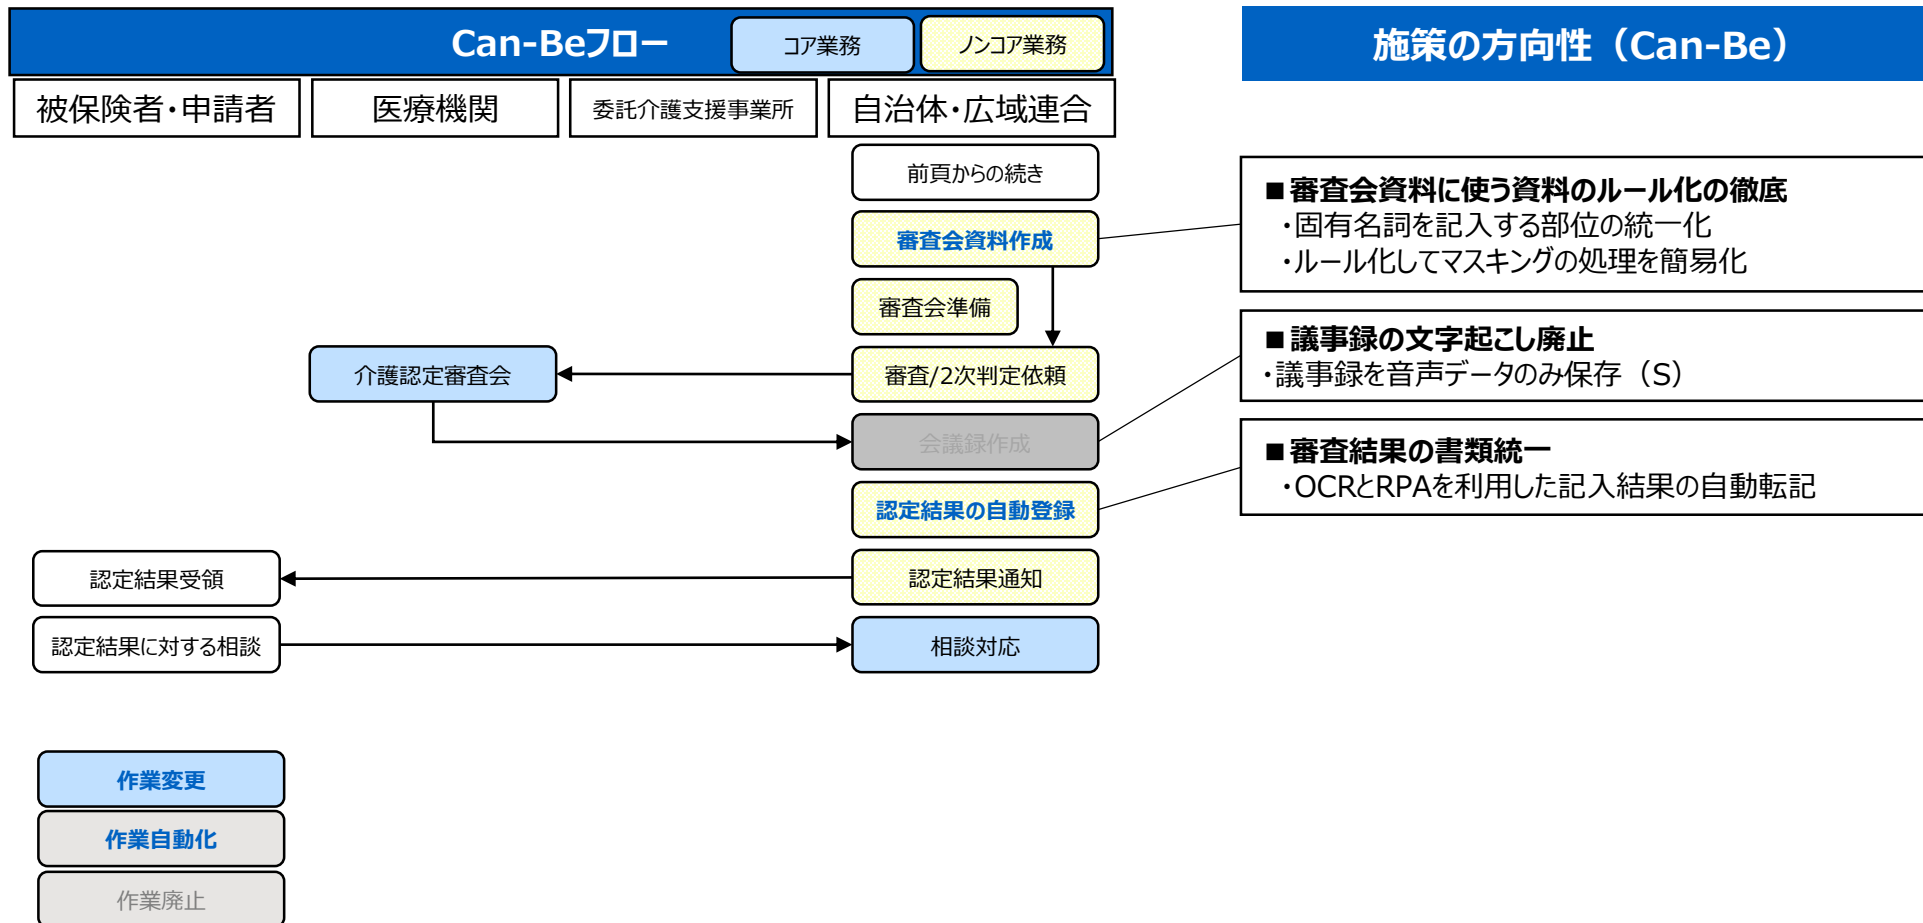 Can-Beフロー
コア業務
ノンコア業務
施策の方向性（Can-Be）
被保険者・申請者
医療機関
委託介護支援事業所
自治体・広域連合
前頁からの続き
審査会資料作成
審査会準備
介護認定審査会
審査/2次判定依頼
会議録作成
認定結果の自動登録
認定結果受領
認定結果通知
認定結果に対する相談
相談対応
■審査会資料に使う資料のルール化の徹底
・固有名詞を記入する部位の統一化
・ルール化してマスキングの処理を簡易化
■議事録の文字起こし廃止
・議事録を音声データのみ保存（S）
■審査結果の書類統一
・OCRとRPAを利用した記入結果の自動転記
作業変更
作業自動化
作業廃止